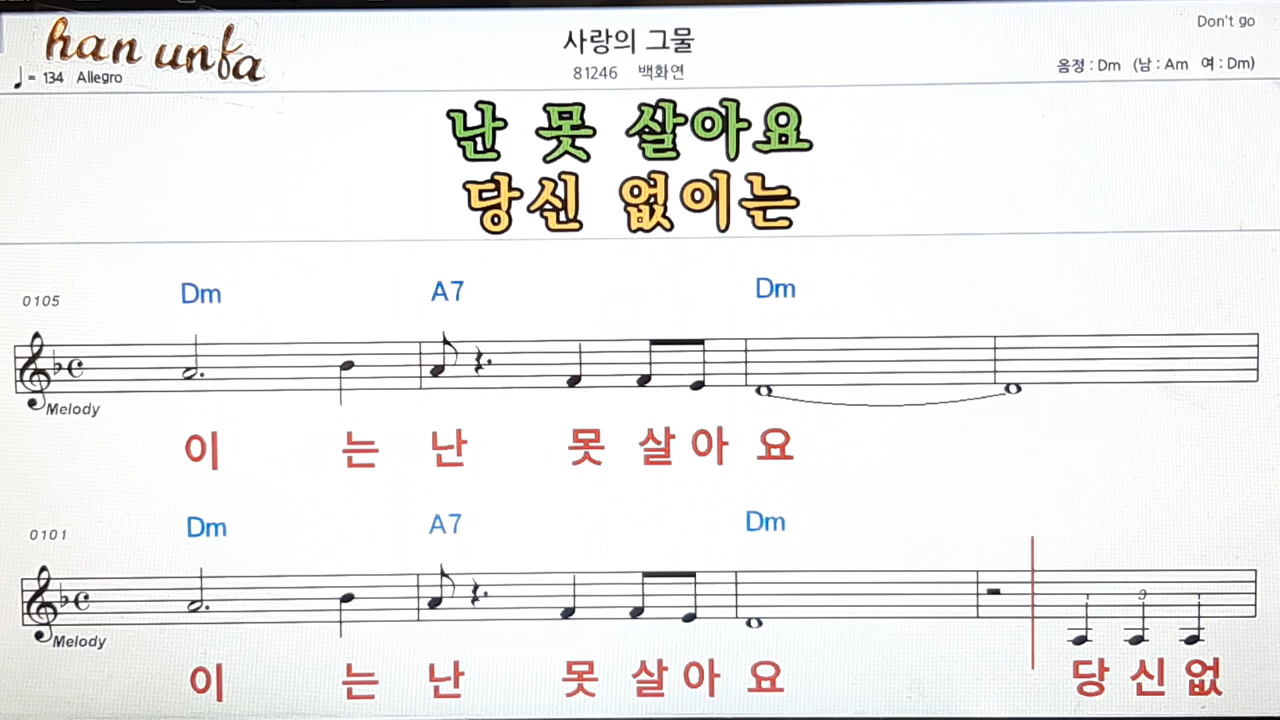 han unfa
사랑의 그물
Don't go
♩= 134 Allegro
81246 백화연
음정 : Dm (남 : Am 여 : Dm)
난 못 살아요
당신 없이는
0105
Dm A7 Dm
Melody
이 는 난 못 살 아 요
0101
Dm A7 Dm
3
Melody
이 는 난 못 살 아 요 당 신 없